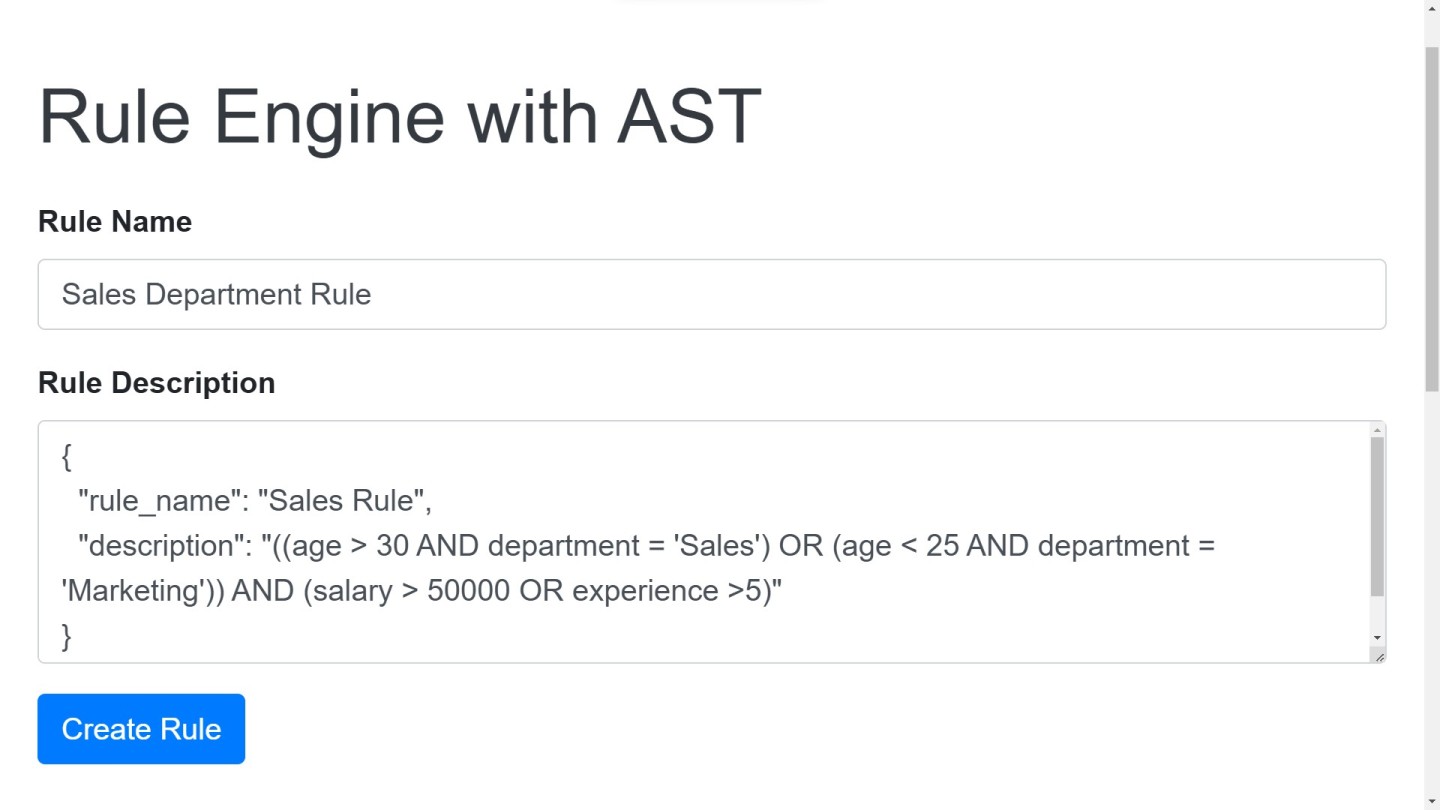 Rule Engine with AST
Rule Name
Sales Department Rule
Rule Description
{
"rule_name": "Sales Rule",
"description": "((age > 30 AND department = 'Sales') OR (age < 25 AND department =
'Marketing')) AND (salary > 50000 OR experience >5)"
}
Create Rule